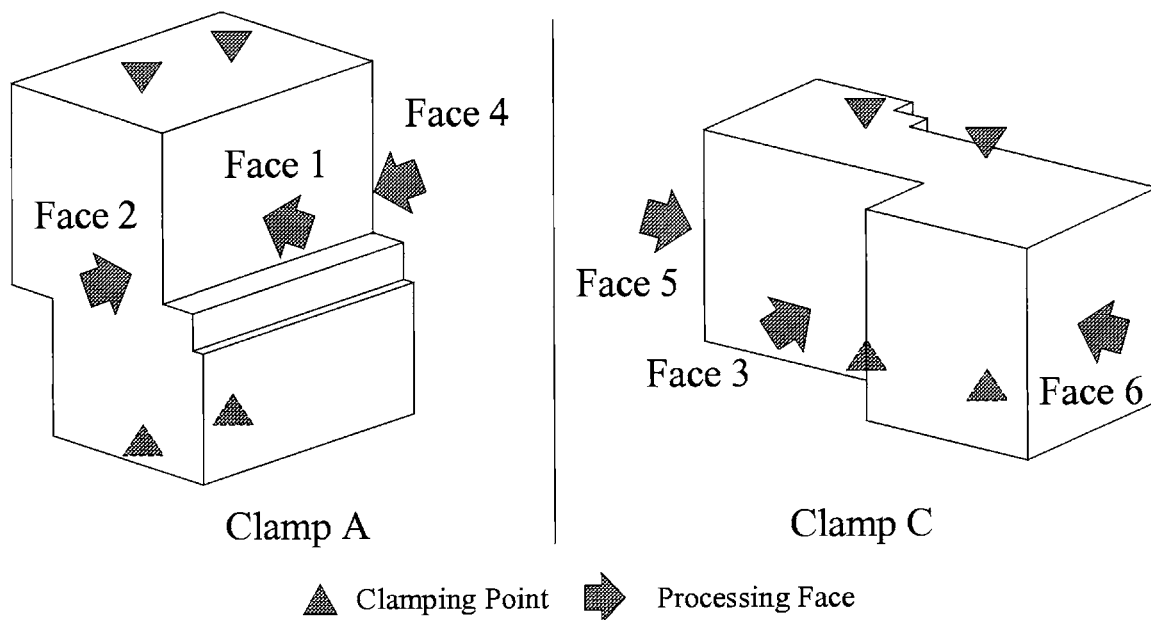 Face 4
Face 1
Face 2
Clamp A
Face 5
Face 3
Face 6
Clamp C
Clamping Point
Processing Face